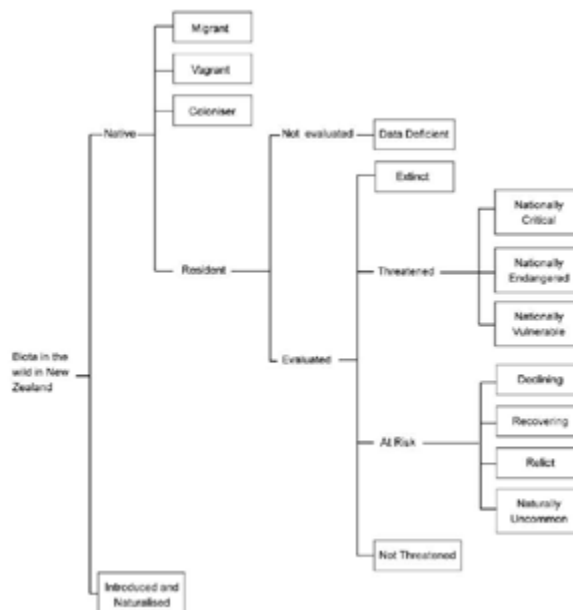 Migrant
Vagrant
Coloniser
Native
Not evaluated
Data Deficient
Extinct
Nationally
Critical
Resident
Threatened
Nationally
Endangered
Nationally
Vulnerable
Biota in the
wild in New
Zealand
Evaluated
Declining
Recovering
At Risk
Relict
Naturally
Uncommon
Not Threatened
Introduced and
Naturalised